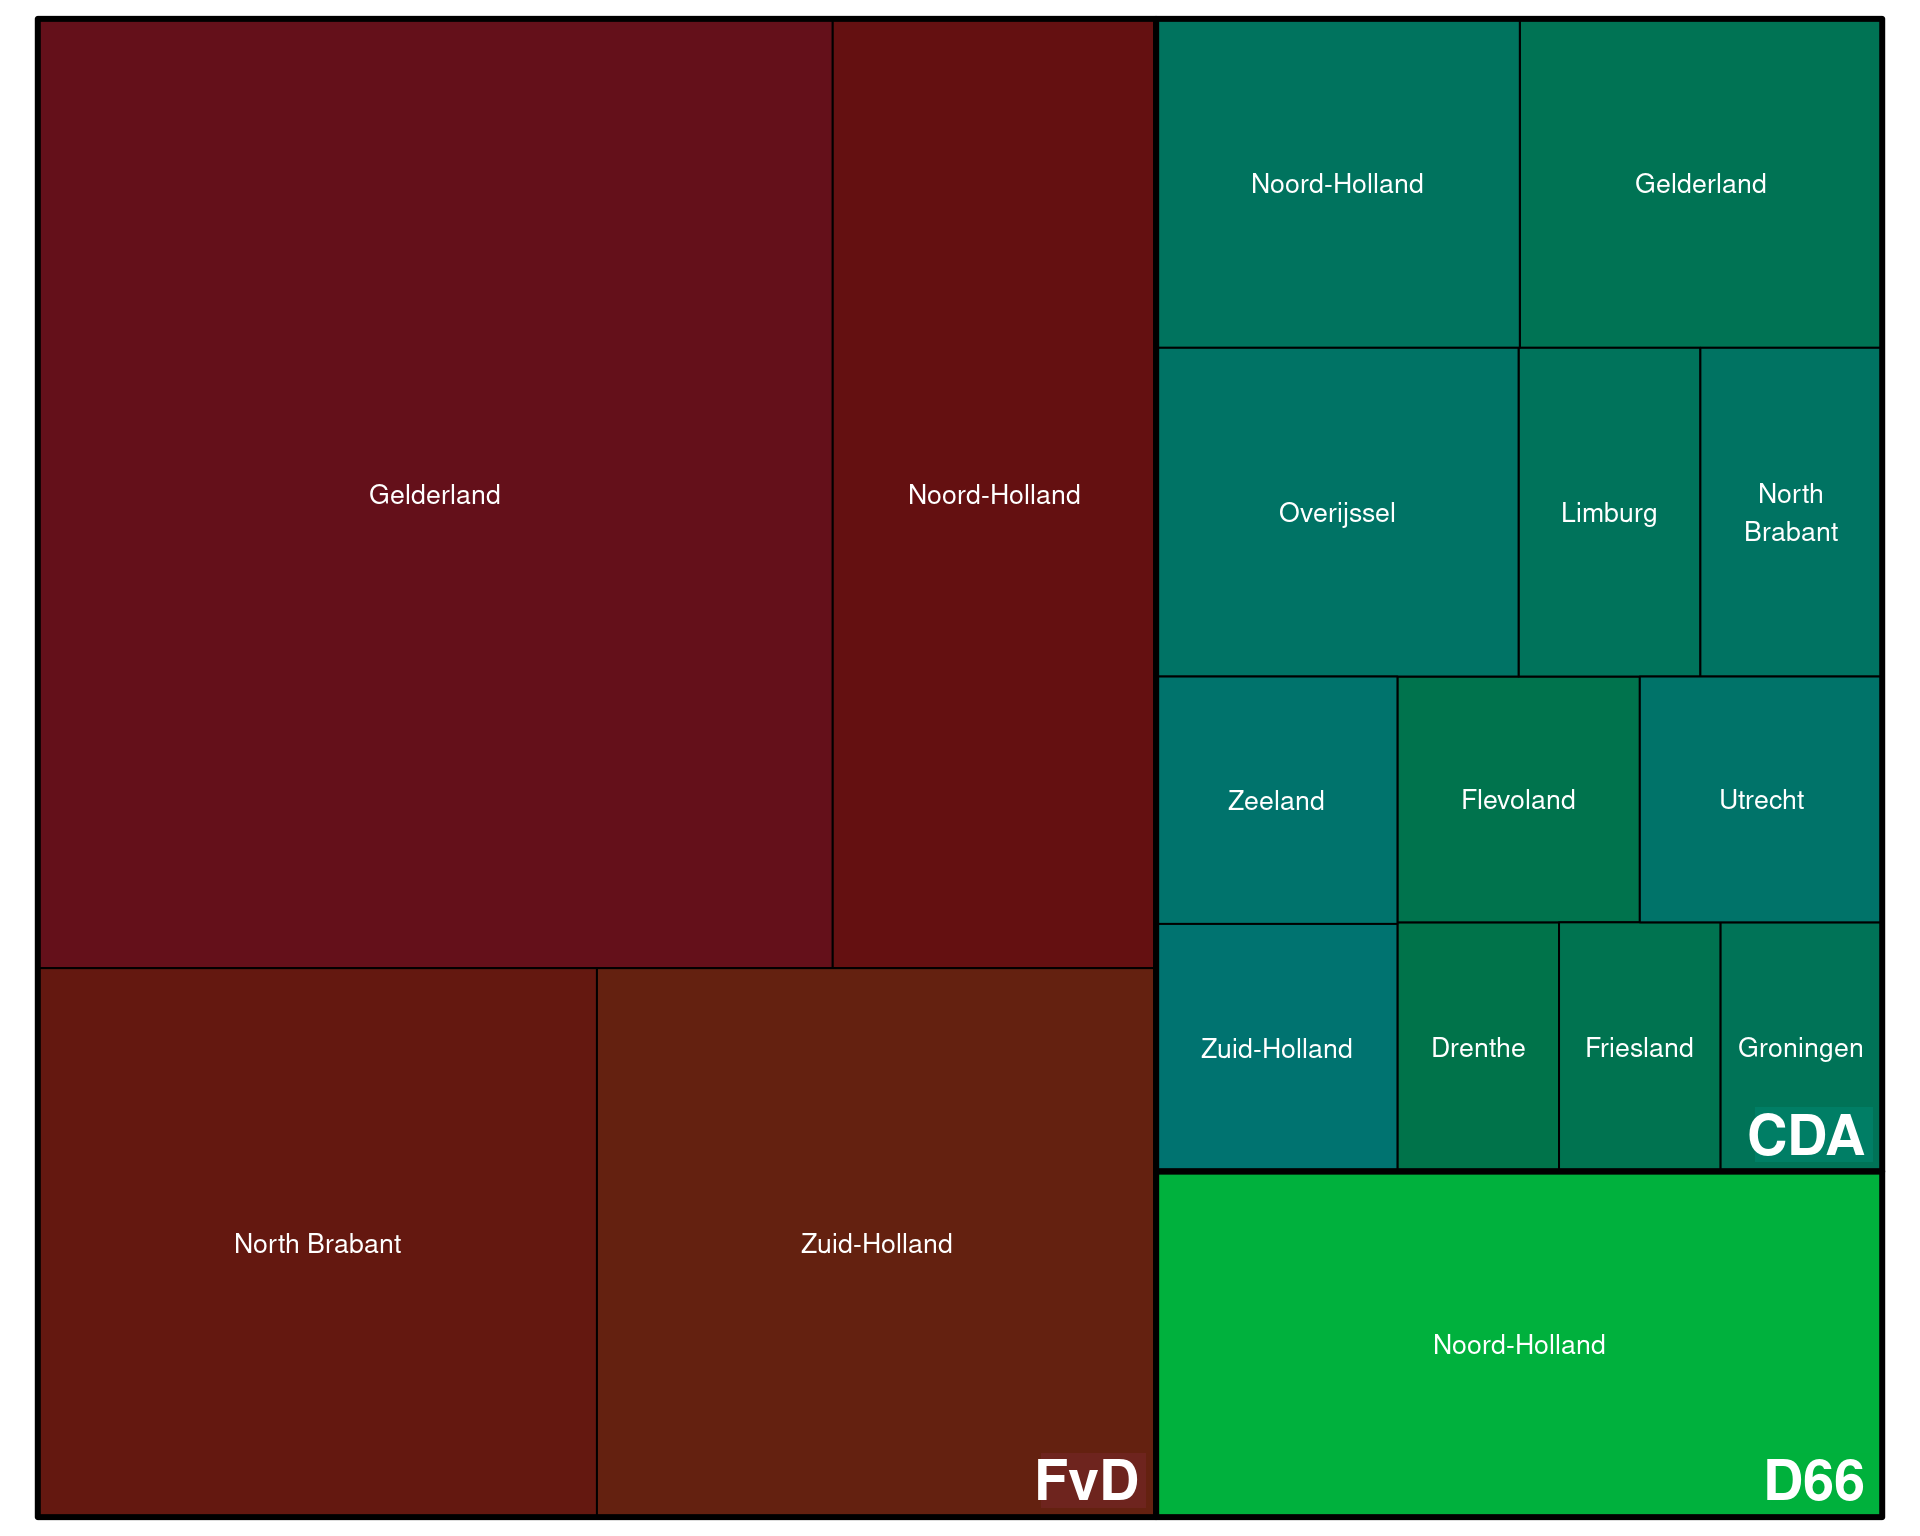 Gelderland
Noord-Holland
North Brabant
Zuid-Holland
FvD
Noord-Holland
Gelderland
Overijssel
Limburg
North
Brabant
Zeeland
Flevoland
Utrecht
Zuid-Holland
Drenthe
Friesland
Groningen
CDA
Noord-Holland
D66